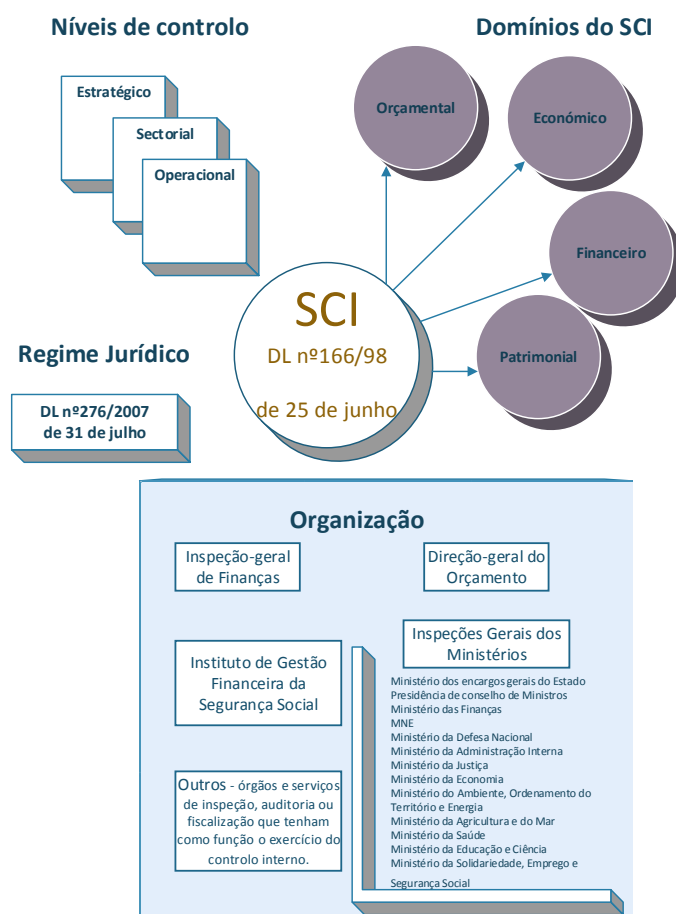 Níveis de controlo
Estratégico
Sectorial
Operacional
Domínios do SCI
Orçamental
Económico
Financeiro
Patrimonial
SCI
DL nº166/98
de 25 de junho
Regime Jurídico
DL nº276/2007
de 31 de julho
Organização
Inspeção-geral
de Finanças
Direção-geral do
Orçamento
Instituto de Gestão
Financeira da
Segurança Social
Outros - órgãos e serviços
de inspeção, auditoria ou
fiscalização que tenham
como função o exercício do
controlo interno.
Inspeções Gerais dos
Ministérios
Ministério dos encargos gerais do Estado
Presidência de conselho de Ministros
Ministério das Finanças
MNE
Ministério da Defesa Nacional
Ministério da Administração Interna
Ministério da Justiça
Ministério da Economia
Ministério do Ambiente, Ordenamento do
Território e Energia
Ministério da Agricultura e do Mar
Ministério da Saúde
Ministério da Educação e Ciência
Ministério da Solidariedade, Emprego e
Segurança Social